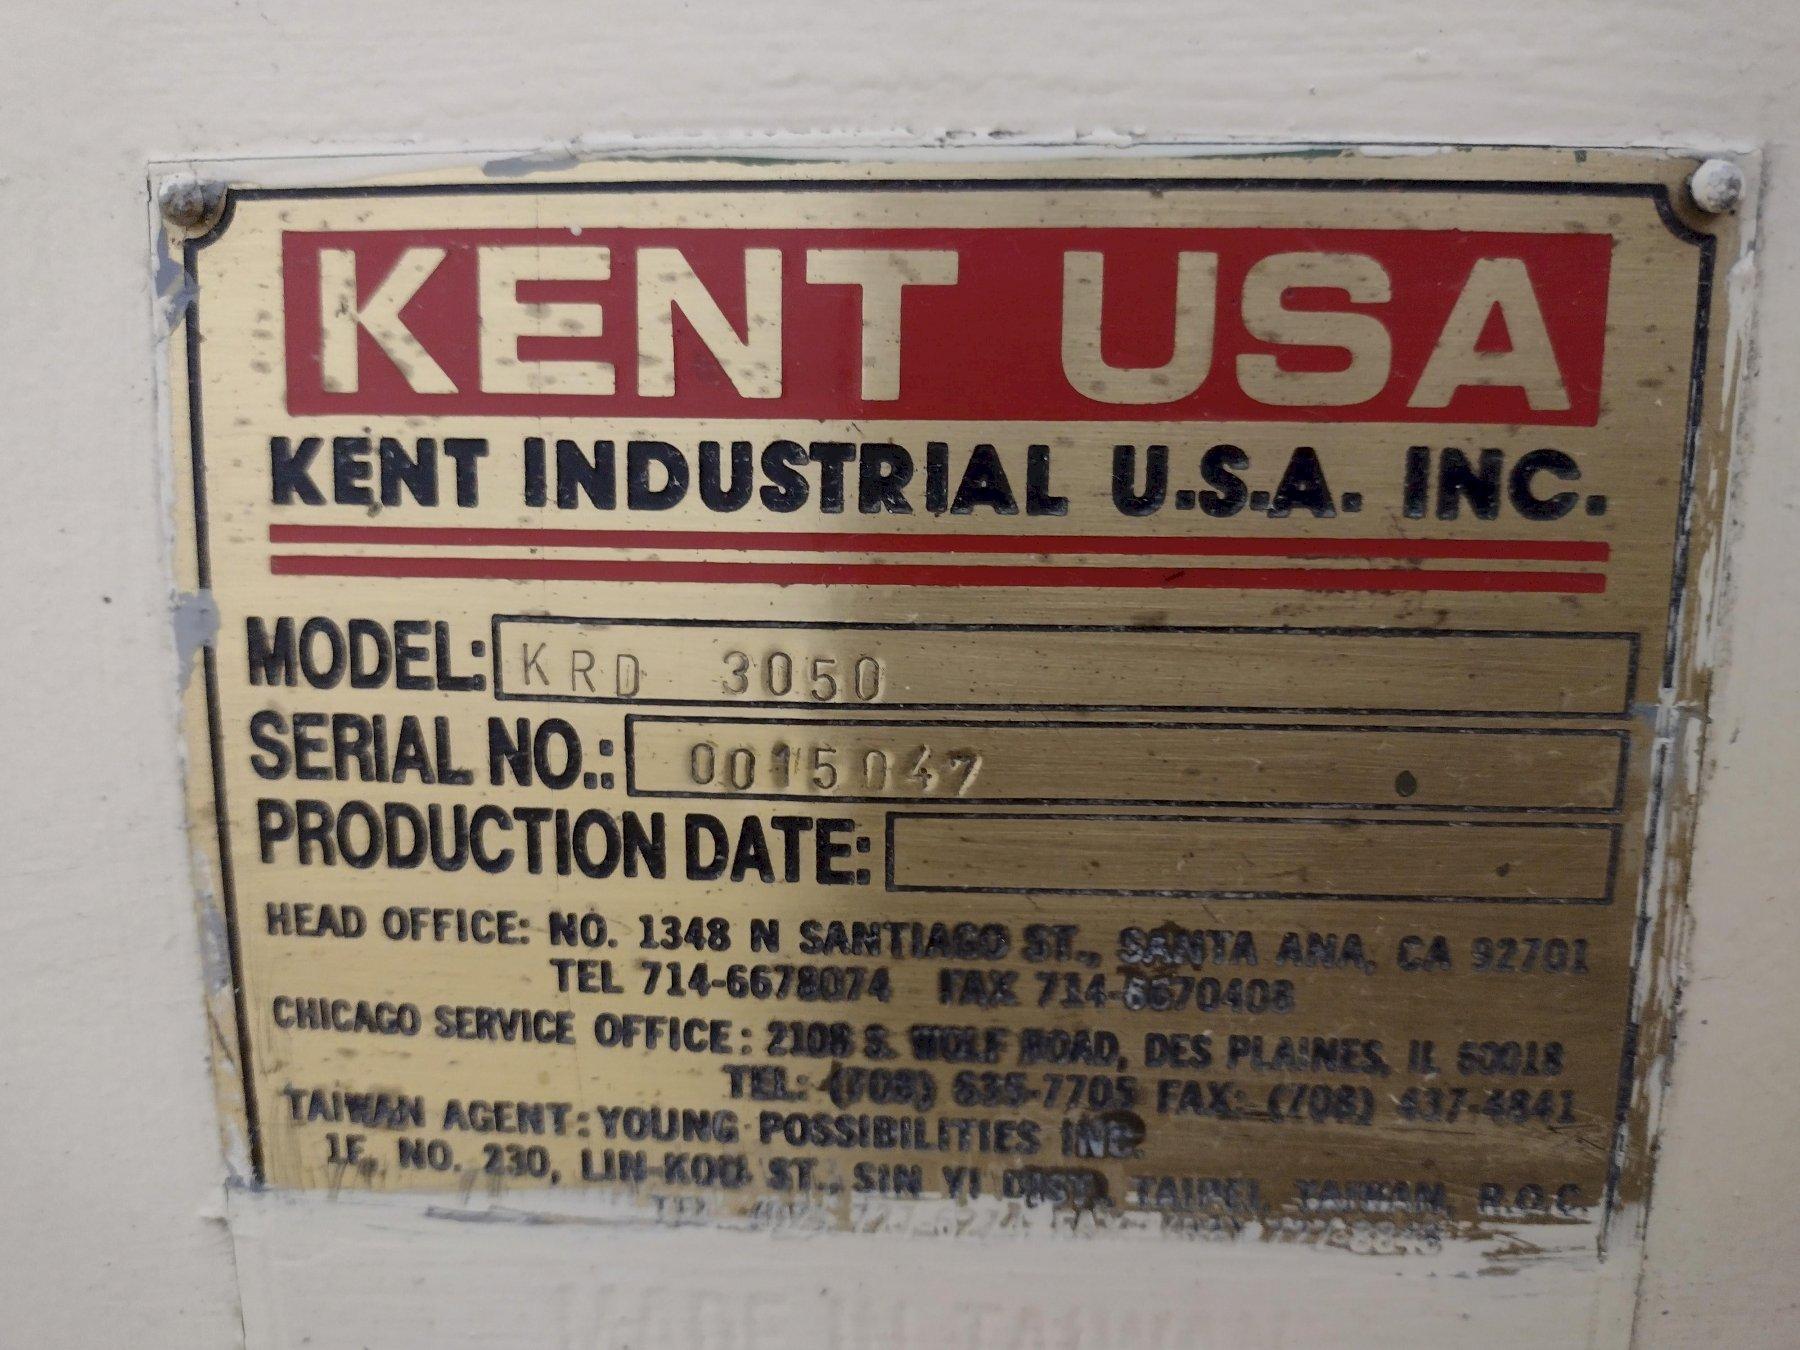 KENT USA
KENT INDUSTRIAL U.S.A. INC.
MODEL: KRD 3050
SERIAL NO.: 0015047
PRODUCTION DATE:
HEAD OFFICE: NO. 1348 N SANTIAGO ST., SANTA ANA, CA 92701
TEL 714-6678074 FAX 714-6670408
CHICAGO SERVICE OFFICE: 2108 S. WOLF ROAD, DES PLAINES, IL 60018
TEL: (708) 635-7705 FAX: (708) 437-4841
TAIWAN AGENT: YOUNG POSSIBILITIES INC.
1F, NO. 230, LIN-KOU ST., SIN YI DIST., TAIPEI, TAIWAN, R.O.C.
TEL